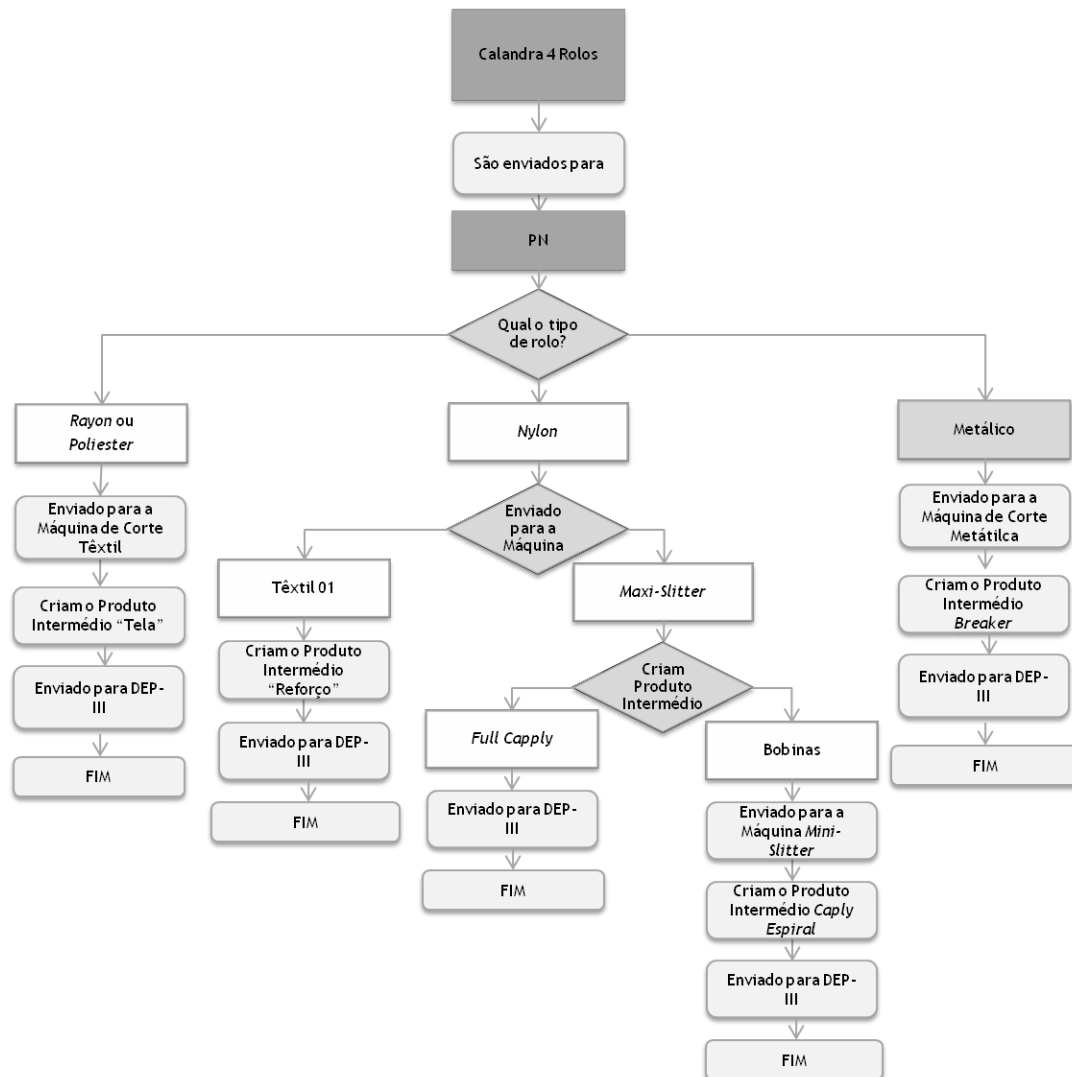 Calandra 4 Rolos
São enviados para
PN
Qual o tipo
de rolo?
Rayon ou
Poliester
Enviado para a
Máquina de Corte
Têxtil
Criam o Produto
Intermédio “Tela”
Enviado para DEP-
III
FIM
Nylon
Enviado
para a
Máquina
Têxtil 01
Criam o Produto
Intermédio
“Reforço”
Enviado para DEP-
III
FIM
Maxi-Slitter
Criam
Produto
Intermédio
Full Capply
Enviado para DEP-
III
FIM
Bobinas
Enviado para a
Máquina Mini-
Slitter
Criam o Produto
Intermédio Caply
Espiral
Enviado para DEP-
III
FIM
Metálico
Enviado para a
Máquina de Corte
Metátilca
Criam o Produto
Intermédio
Breaker
Enviado para DEP-
III
FIM